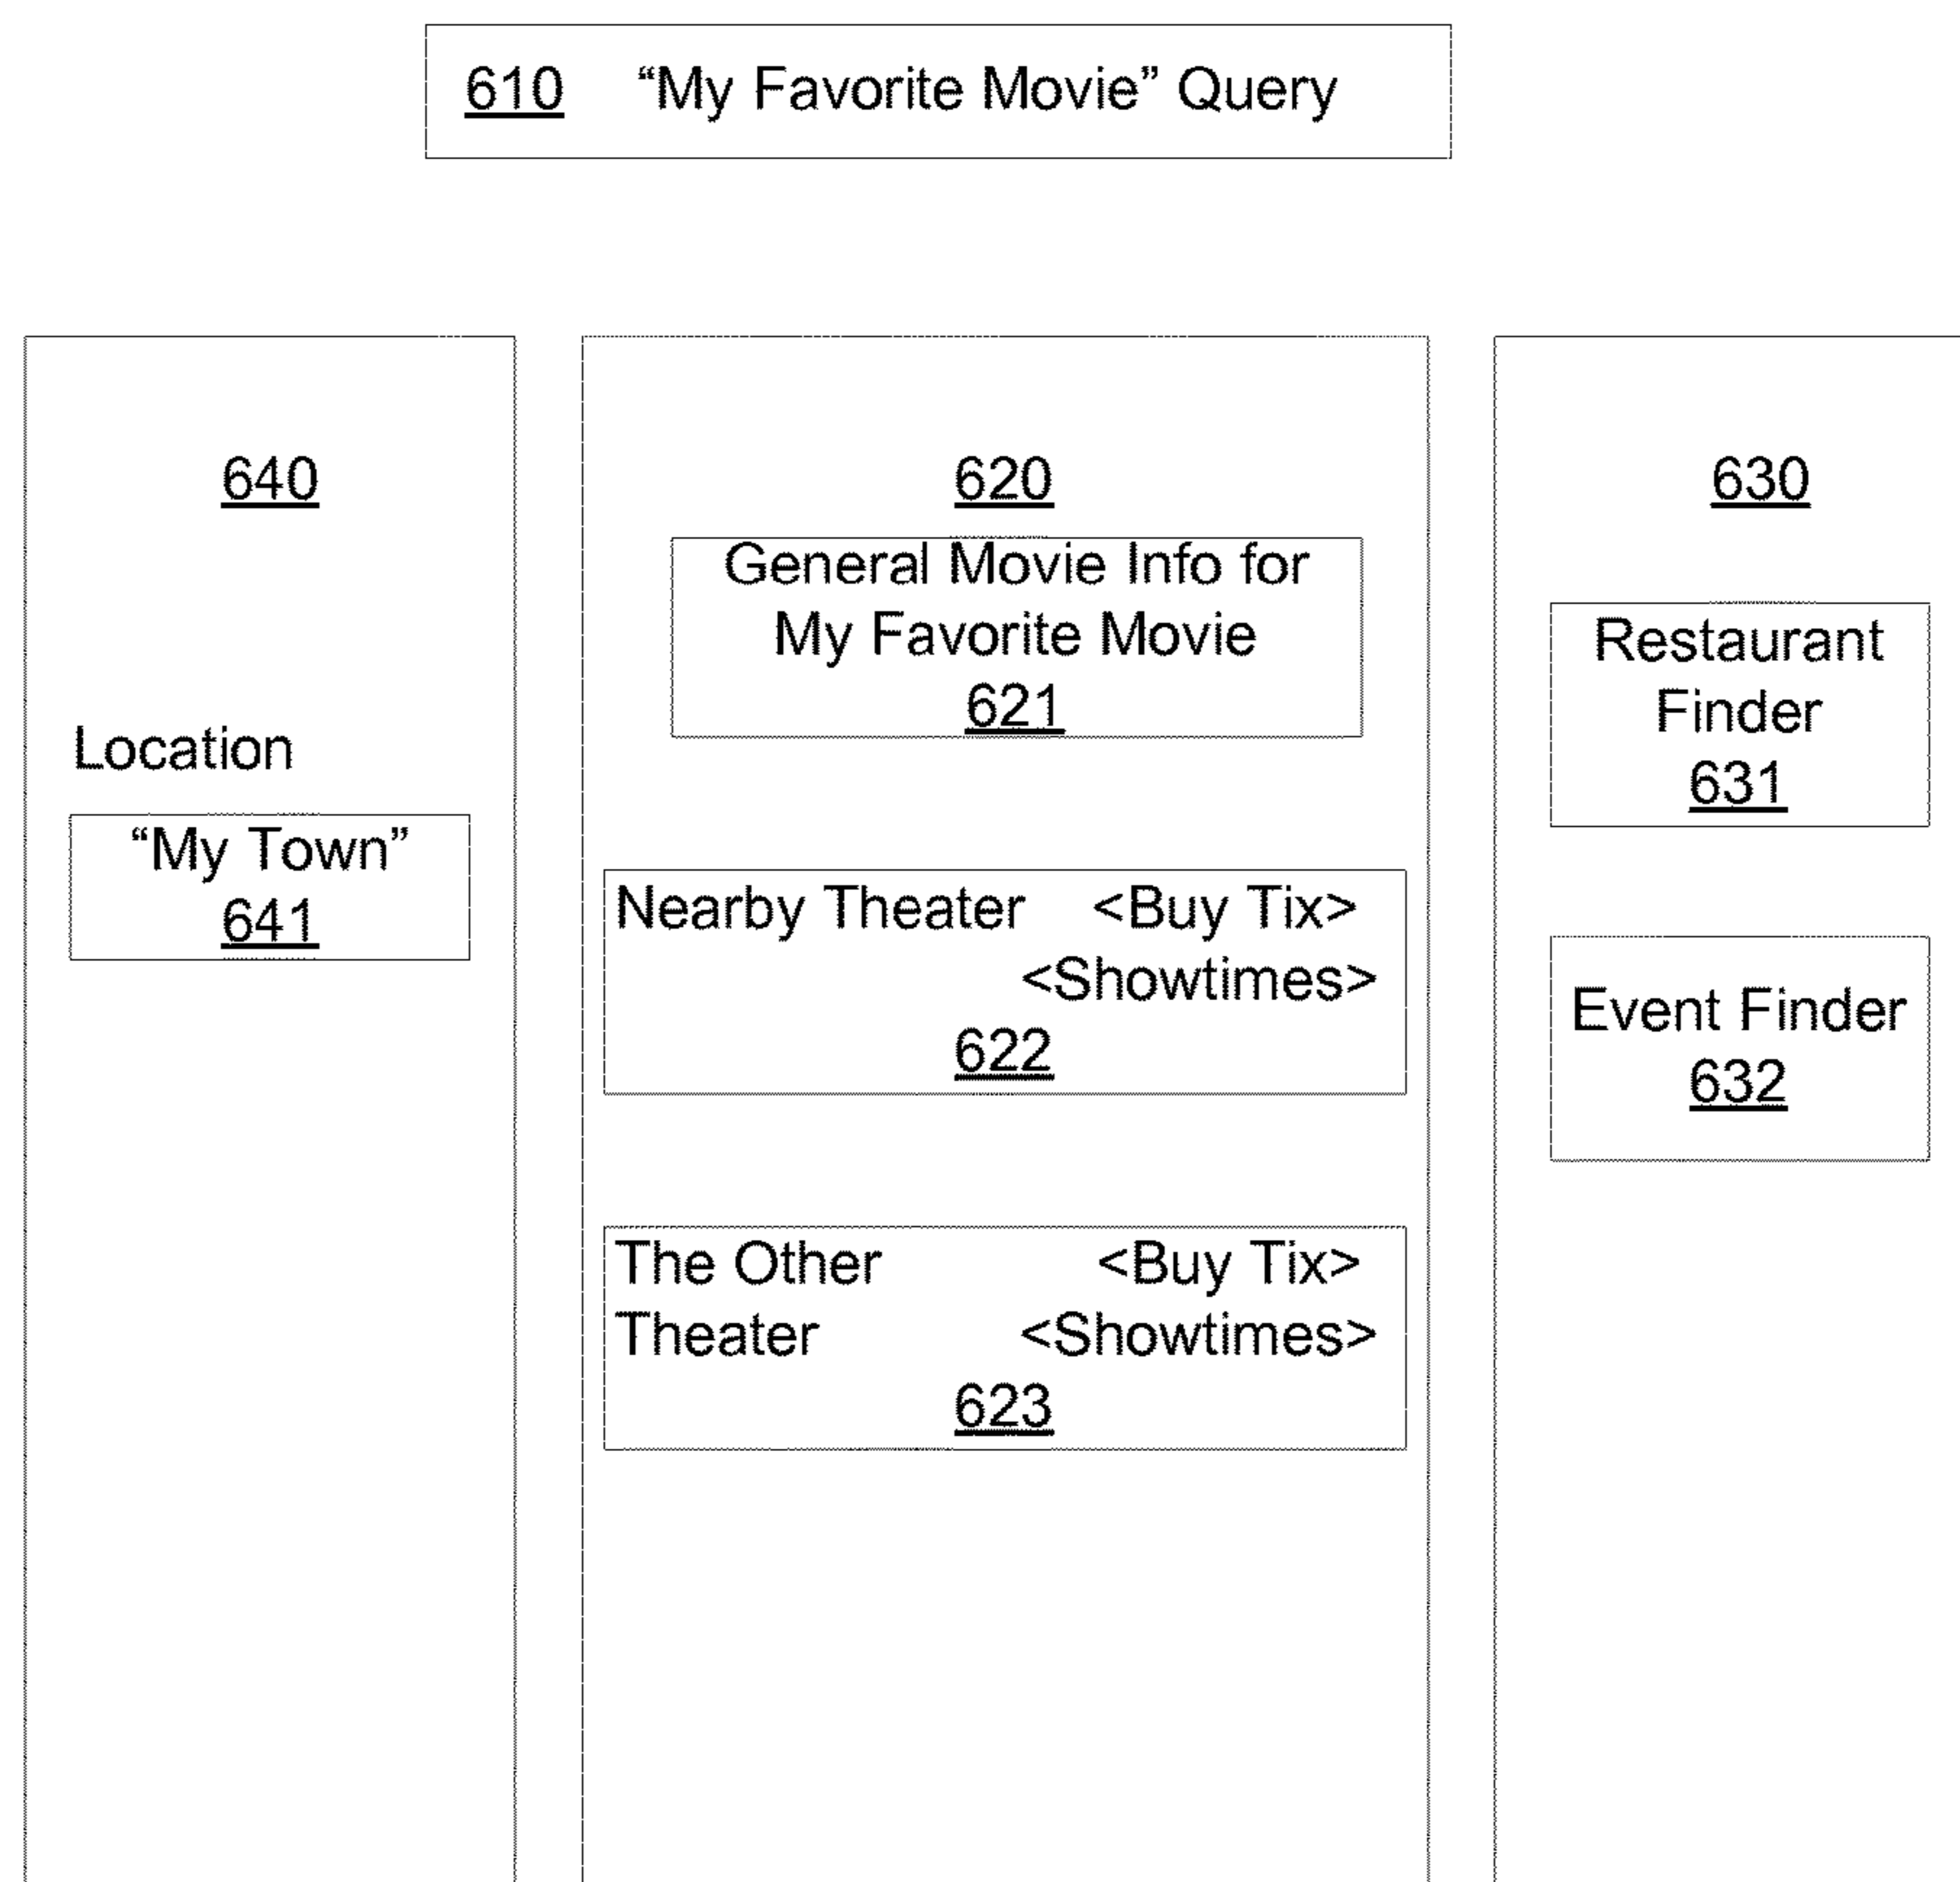 610 “My Favorite Movie” Query
640
Location
“My Town”
641
620
General Movie Info for
My Favorite Movie
621
Nearby Theater <Buy Tix>
<Showtimes>
622
The Other <Buy Tix>
Theater <Showtimes>
623
630
Restaurant
Finder
631
Event Finder
632